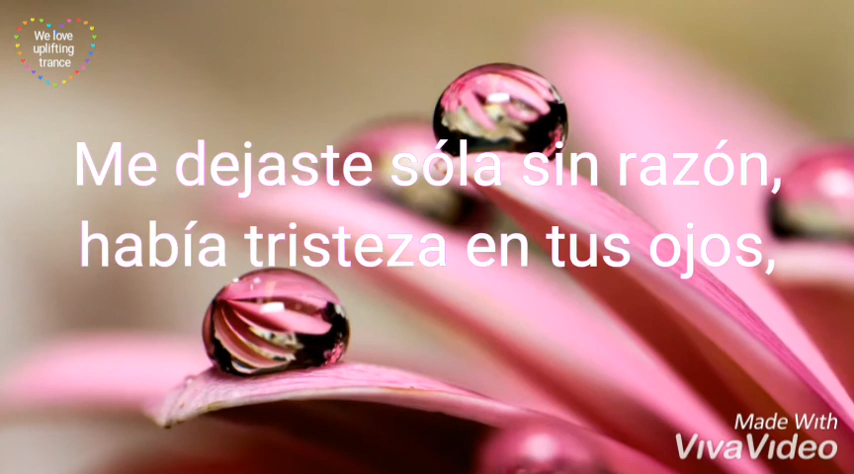 We love
uplifting
trance
Me dejaste sóla sin razón,
había tristeza en tus ojos,
Made With
VivaVideo